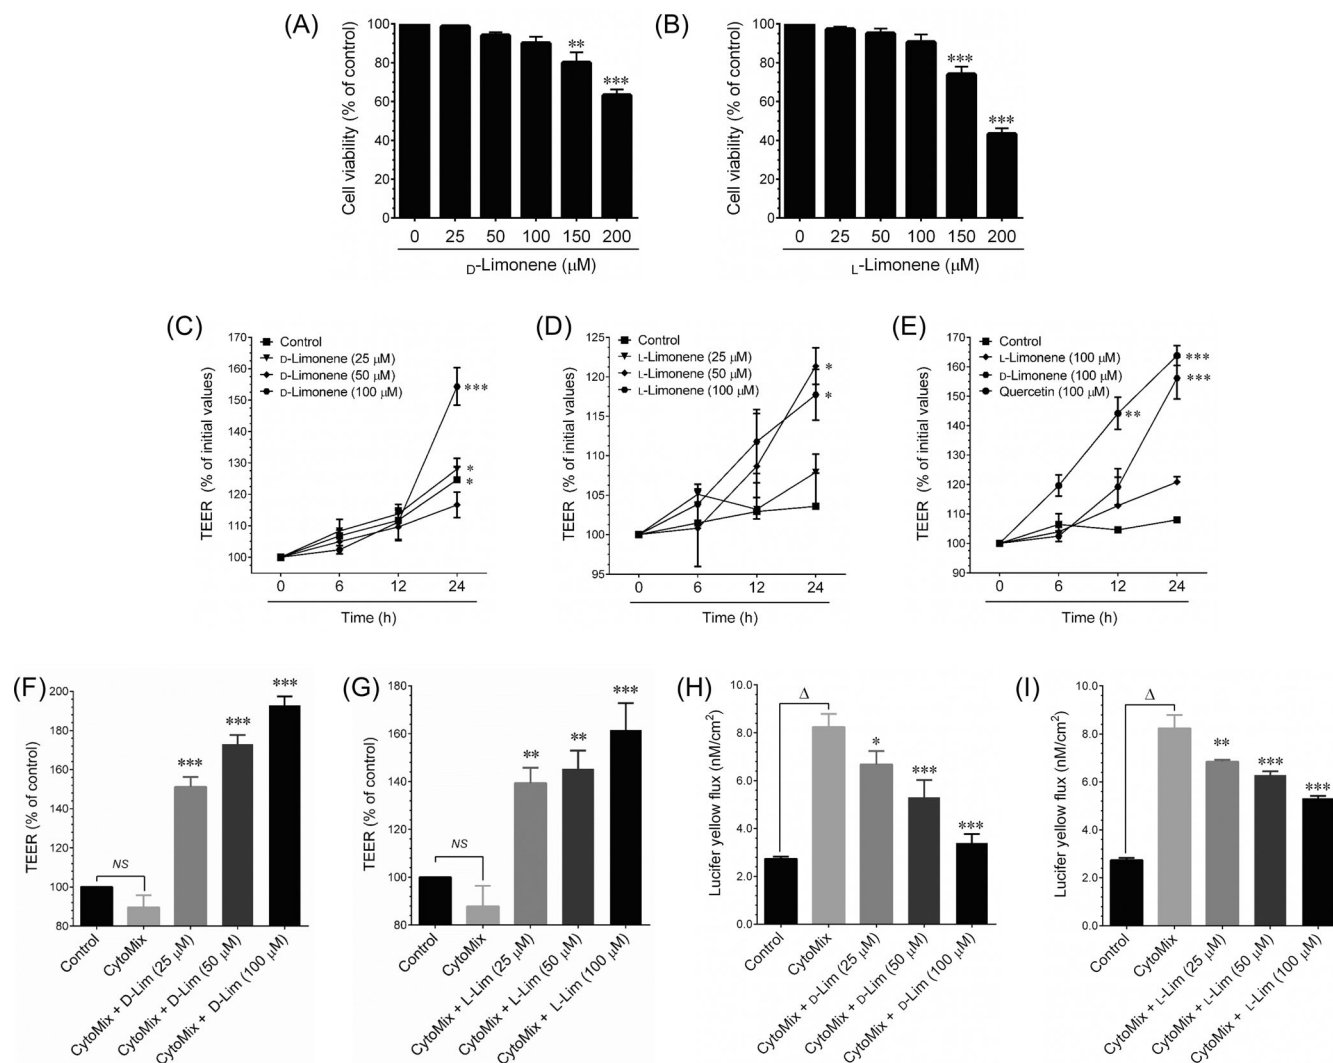 (A)
Cell viability (% of control)
100
80
60
40
20
0
**
***
0 25 50 100 150 200
D-Limonene (μM)
(B)
Cell viability (% of control)
100
80
60
40
20
0
***
***
0 25 50 100 150 200
L-Limonene (μM)
(C)
TEER (% of initial values)
170
160
150
140
130
120
110
100
Control
D-Limonene (25 μM)
D-Limonene (50 μM)
D-Limonene (100 μM)
***
*
*
0 6 12 24
Time (h)
(D)
TEER (% of initial values)
125
120
115
110
105
100
95
Control
L-Limonene (25 μM)
L-Limonene (50 μM)
L-Limonene (100 μM)
*
*
0 6 12 24
Time (h)
(E)
TEER (% of initial values)
170
160
150
140
130
120
110
100
90
Control
L-Limonene (100 μM)
D-Limonene (100 μM)
Quercetin (100 μM)
***
***
**
0 6 12 24
Time (h)
(F)
TEER (% of control)
200
180
160
140
120
100
80
NS
***
***
***
Control
CytoMix
CytoMix + D-Lim (25 μM)
CytoMix + D-Lim (50 μM)
CytoMix + D-Lim (100 μM)
(G)
TEER (% of control)
180
160
140
120
100
80
NS
**
**
***
Control
CytoMix
CytoMix + L-Lim (25 μM)
CytoMix + L-Lim (50 μM)
CytoMix + L-Lim (100 μM)
(H)
Lucifer yellow flux (nM/cm²)
10.0
8.0
6.0
4.0
2.0
0.0
Δ
*
***
***
Control
CytoMix
CytoMix + D-Lim (25 μM)
CytoMix + D-Lim (50 μM)
CytoMix + D-Lim (100 μM)
(I)
Lucifer yellow flux (nM/cm²)
10.0
8.0
6.0
4.0
2.0
0.0
Δ
**
***
***
Control
CytoMix
CytoMix + L-Lim (25 μM)
CytoMix + L-Lim (50 μM)
CytoMix + L-Lim (100 μM)